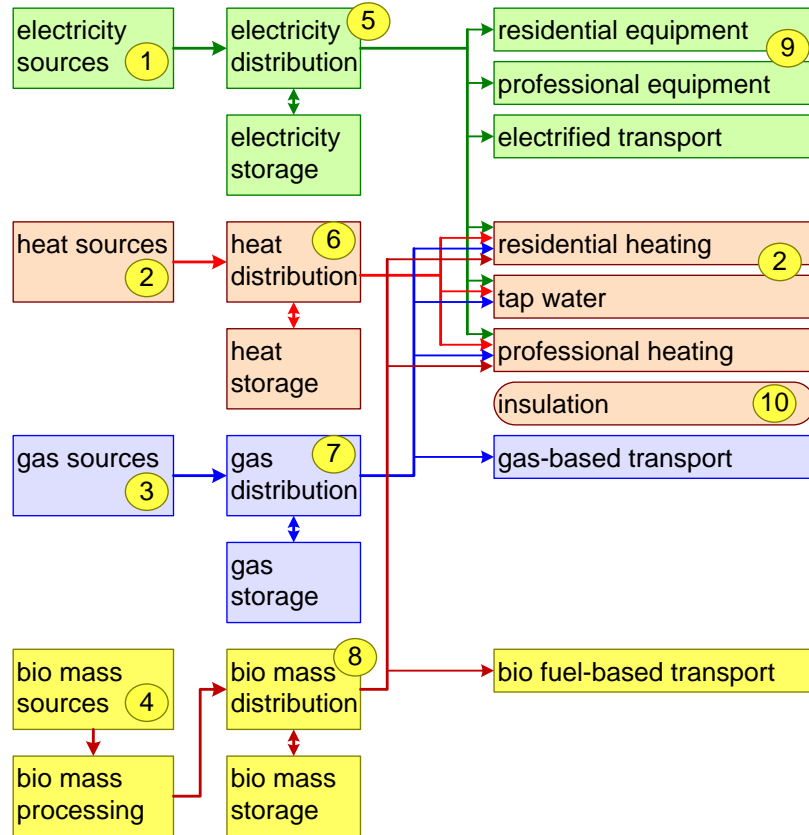 electricity
sources
1
electricity
distribution
5
electricity
storage
residential equipment
9
professional equipment
electrified transport
heat sources
2
heat
distribution
6
heat
storage
residential heating
2
tap water
professional heating
insulation
10
gas sources
3
gas
distribution
7
gas
storage
gas-based transport
bio mass
sources
4
bio mass
processing
bio mass
distribution
8
bio mass
storage
bio fuel-based transport